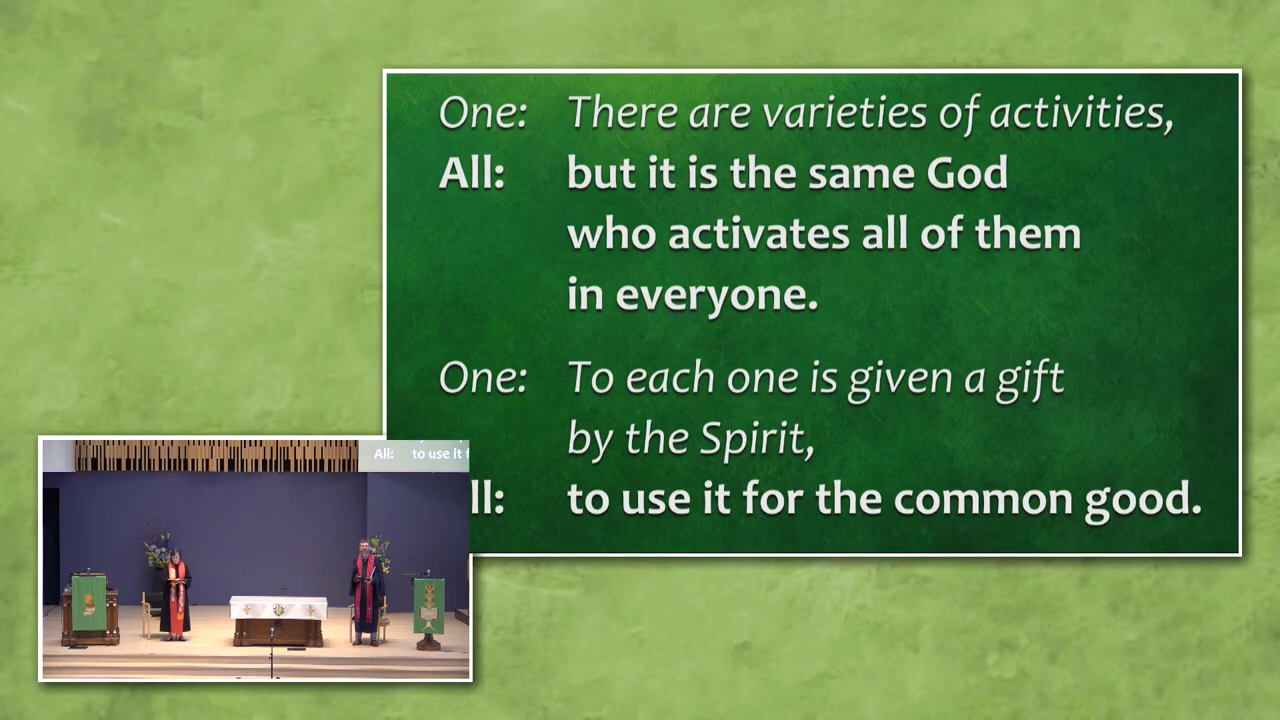 One: There are varieties of activities,
All: but it is the same God
who activates all of them
in everyone.
One: To each one is given a gift
by the Spirit,
ll: to use it for the common good.
All: to use it f